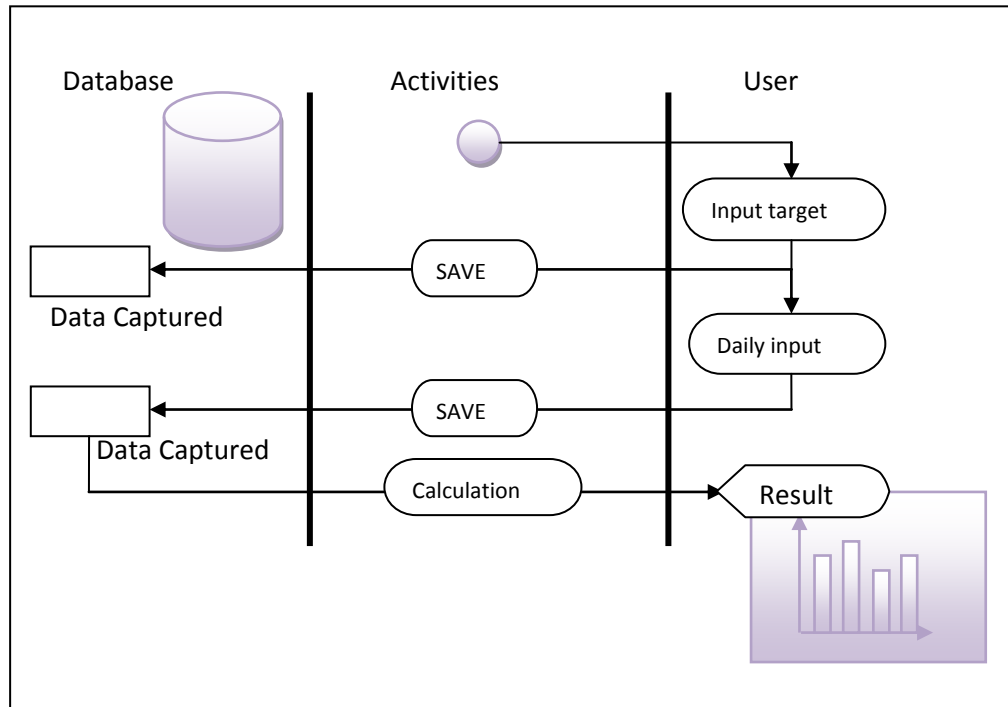 Database
Activities
User
Input target
SAVE
Data Captured
Daily input
SAVE
Data Captured
Calculation
Result